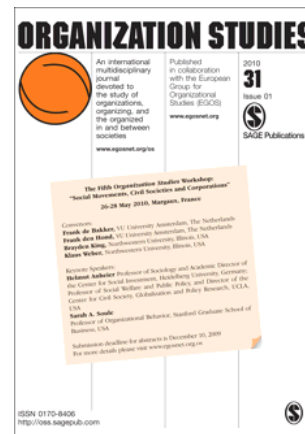 ORGANIZATION STUDIES
An international
multidisciplinary
journal
devoted to
the study of
organizations,
organizing, and
the organized
in and between
societies
www.egosnet.org/os
Published
in collaboration
with the European
Group for
Organizational
Studies (EGOS)
www.egosnet.org
2010
31
Issue 01
S
SAGE Publications
The Fifth Organization Studies Workshop:
"Social Movements, Civil Societies and Corporations"
26-28 May 2010, Margaux, France
Convenors:
Frank de Bakker, VU University Amsterdam, The Netherlands
Frank den Hond, VU University Amsterdam, The Netherlands
Brayden King, Northwestern University, Illinois, USA
Klaus Weber, Northwestern University, Illinois, USA
Keynote Speakers:
Helmut Anheier Professor of Sociology and Academic Director of
the Center for Social Investment, Heidelberg University, Germany;
Professor of Social Welfare and Public Policy, and Director of the
Center for Civil Society, Globalisation and Policy Research, UCLA,
USA
Sarah A. Soule
Professor of Organizational Behavior, Stanford Graduate School of
Business, USA
Submission deadline for abstracts is December 10, 2009
For more details please visit www.egosnet.org.os
ISSN 0170-8406
http://oss.sagepub.com
S